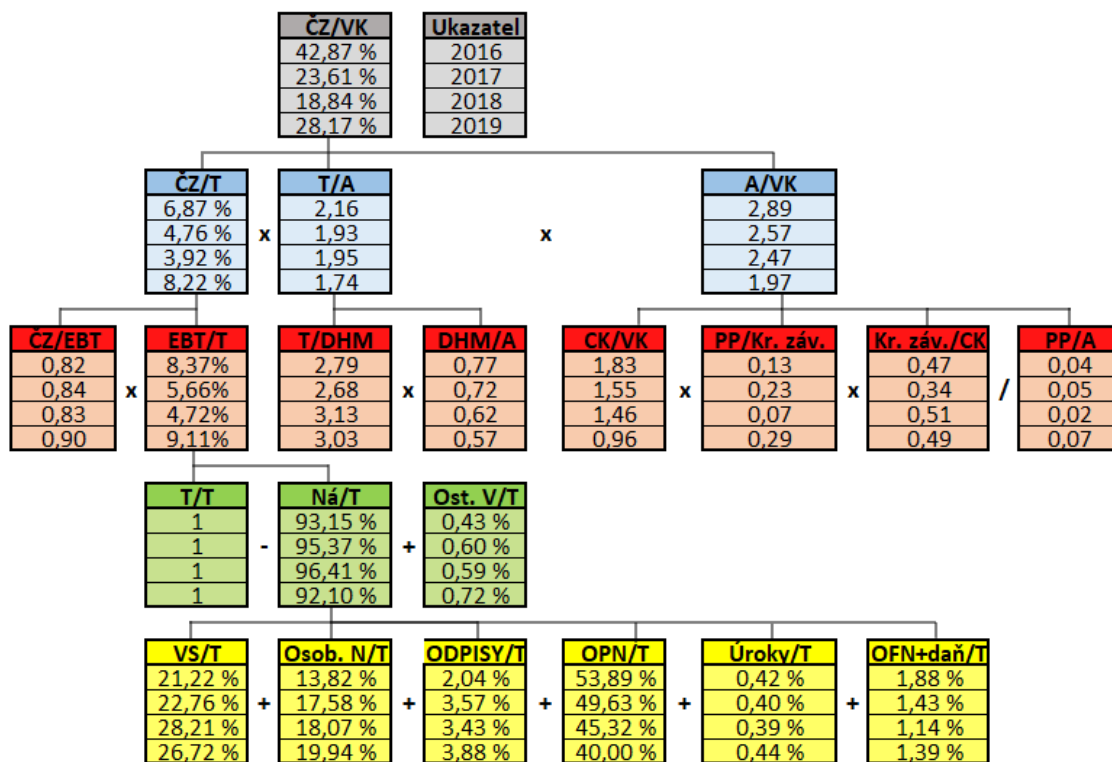 ČZ/VK Ukazatel
42,87 % 2016
23,61 % 2017
18,84 % 2018
28,17 % 2019
ČZ/T T/A A/VK
6,87 % 2,16 2,89
4,76 % x 1,93 x 2,57
3,92 % 1,95 2,47
8,22 % 1,74 1,97
ČZ/EBT EBT/T T/DHM DHM/A CK/VK PP/Kr. záv. Kr. záv./CK PP/A
0,82 8,37% 2,79 0,77 1,83 0,13 0,47 0,04
0,84 x 5,66% 2,68 x 0,72 1,55 x 0,23 x 0,34 / 0,05
0,83 4,72% 3,13 0,62 1,46 0,07 0,51 0,02
0,90 9,11% 3,03 0,57 0,96 0,29 0,49 0,07
T/T Ná/T Ost. V/T
1 93,15 % 0,43 %
1 - 95,37 % + 0,60 %
1 96,41 % 0,59 %
1 92,10 % 0,72 %
VS/T Osob. N/T ODPISY/T OPN/T Úroky/T OFN+daň/T
21,22 % 13,82 % 2,04 % 53,89 % 0,42 % 1,88 %
22,76 % + 17,58 % + 3,57 % + 49,63 % + 0,40 % + 1,43 %
28,21 % 18,07 % 3,43 % 45,32 % 0,39 % 1,14 %
26,72 % 19,94 % 3,88 % 40,00 % 0,44 % 1,39 %